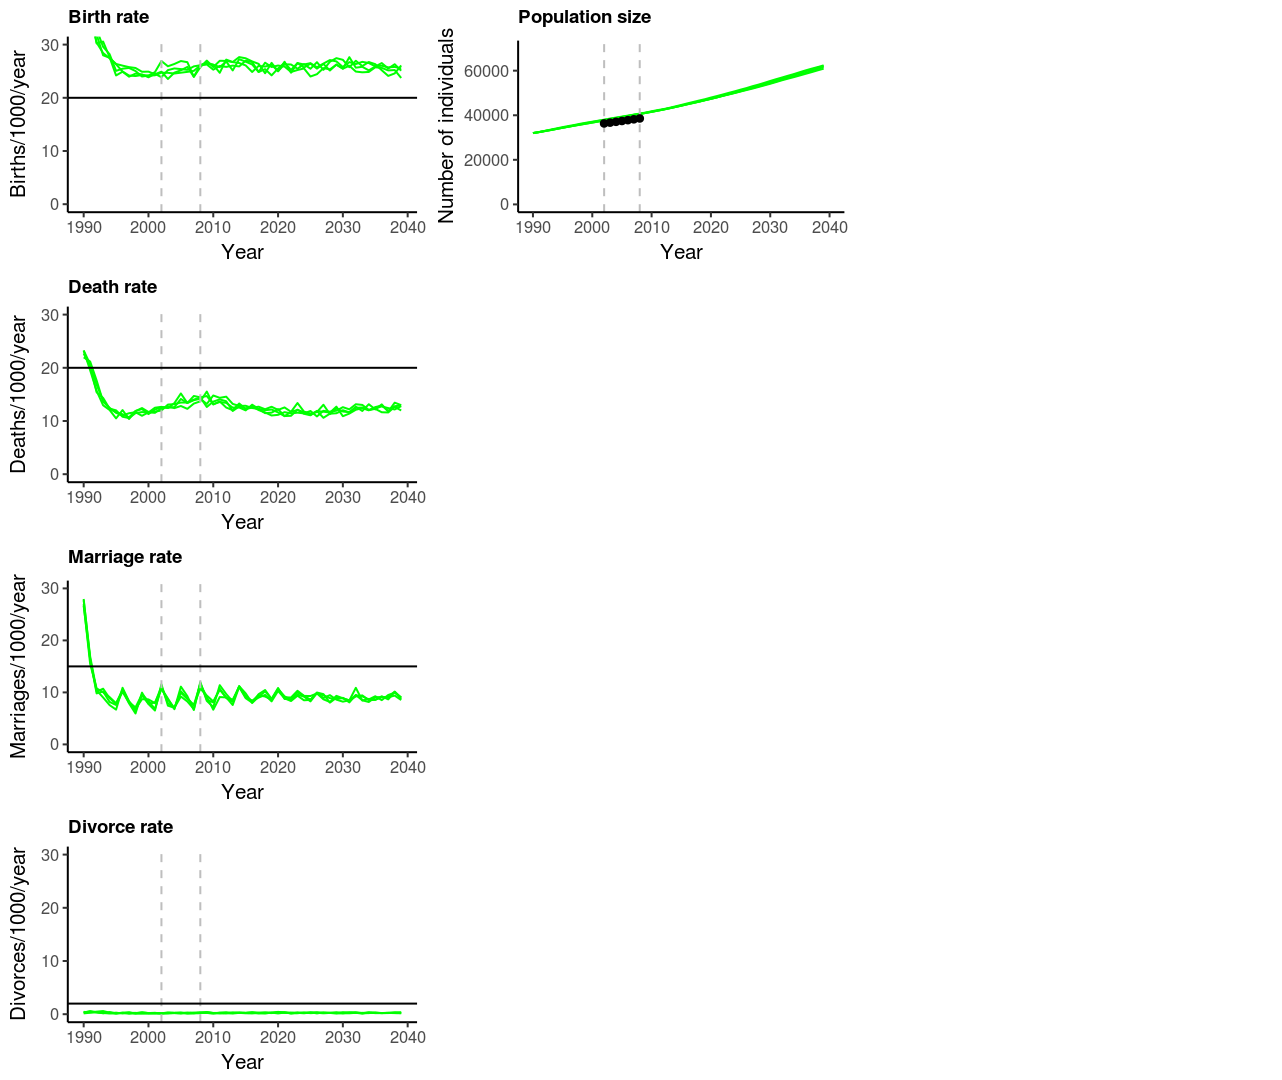 Birth rate
Births/1000/year
30
20
10
0
1990 2000 2010 2020 2030 2040
Year
Population size
Number of individuals
60000
40000
20000
0
1990 2000 2010 2020 2030 2040
Year
Death rate
Deaths/1000/year
30
20
10
0
1990 2000 2010 2020 2030 2040
Year
Marriage rate
Marriages/1000/year
30
20
10
0
1990 2000 2010 2020 2030 2040
Year
Divorce rate
Divorces/1000/year
30
20
10
0
1990 2000 2010 2020 2030 2040
Year